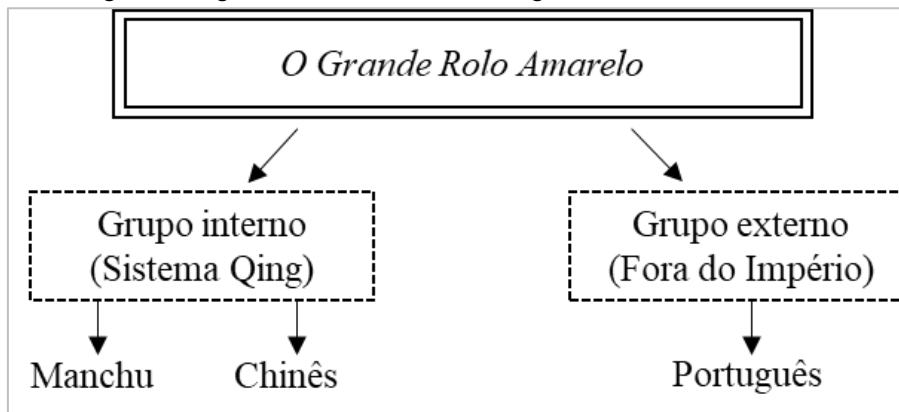 O Grande Rolo Amarelo
Grupo interno
(Sistema Qing)
Grupo externo
(Fora do Império)
Manchu
Chinês
Português